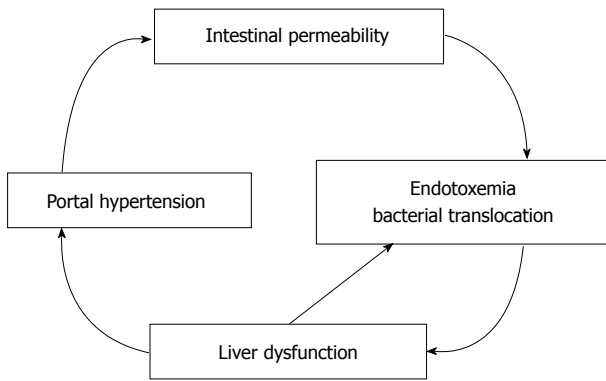 Intestinal permeability
Portal hypertension
Endotoxemia
bacterial translocation
Liver dysfunction